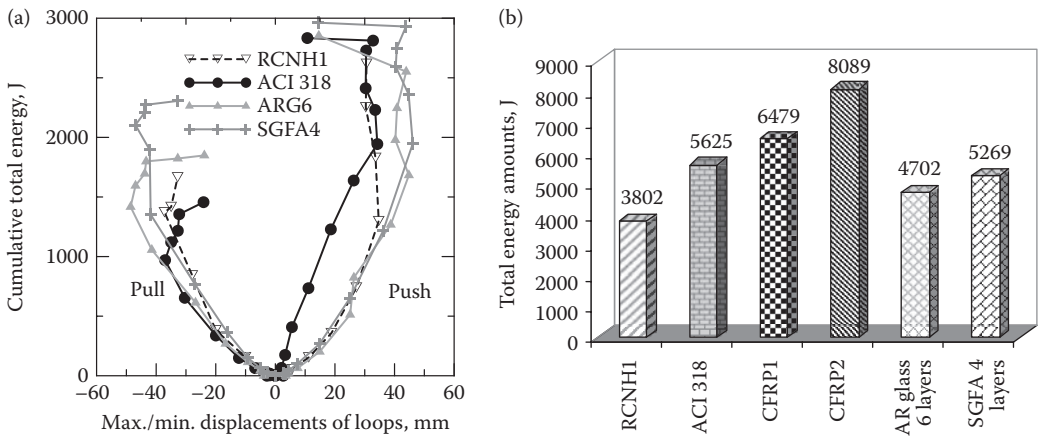 (a)
3000
2000
1000
0
Cumulative total energy, J
RCNH1
ACI 318
ARG6
SGFA4
Pull
Push
−60 −40 −20 0 20 40 60
Max./min. displacements of loops, mm
(b)
9000
8000
7000
6000
5000
4000
3000
2000
1000
0
Total energy amounts, J
3802
5625
6479
8089
4702
5269
RCNH1
ACI 318
CFRP1
CFRP2
AR glass
6 layers
SGFA 4
layers